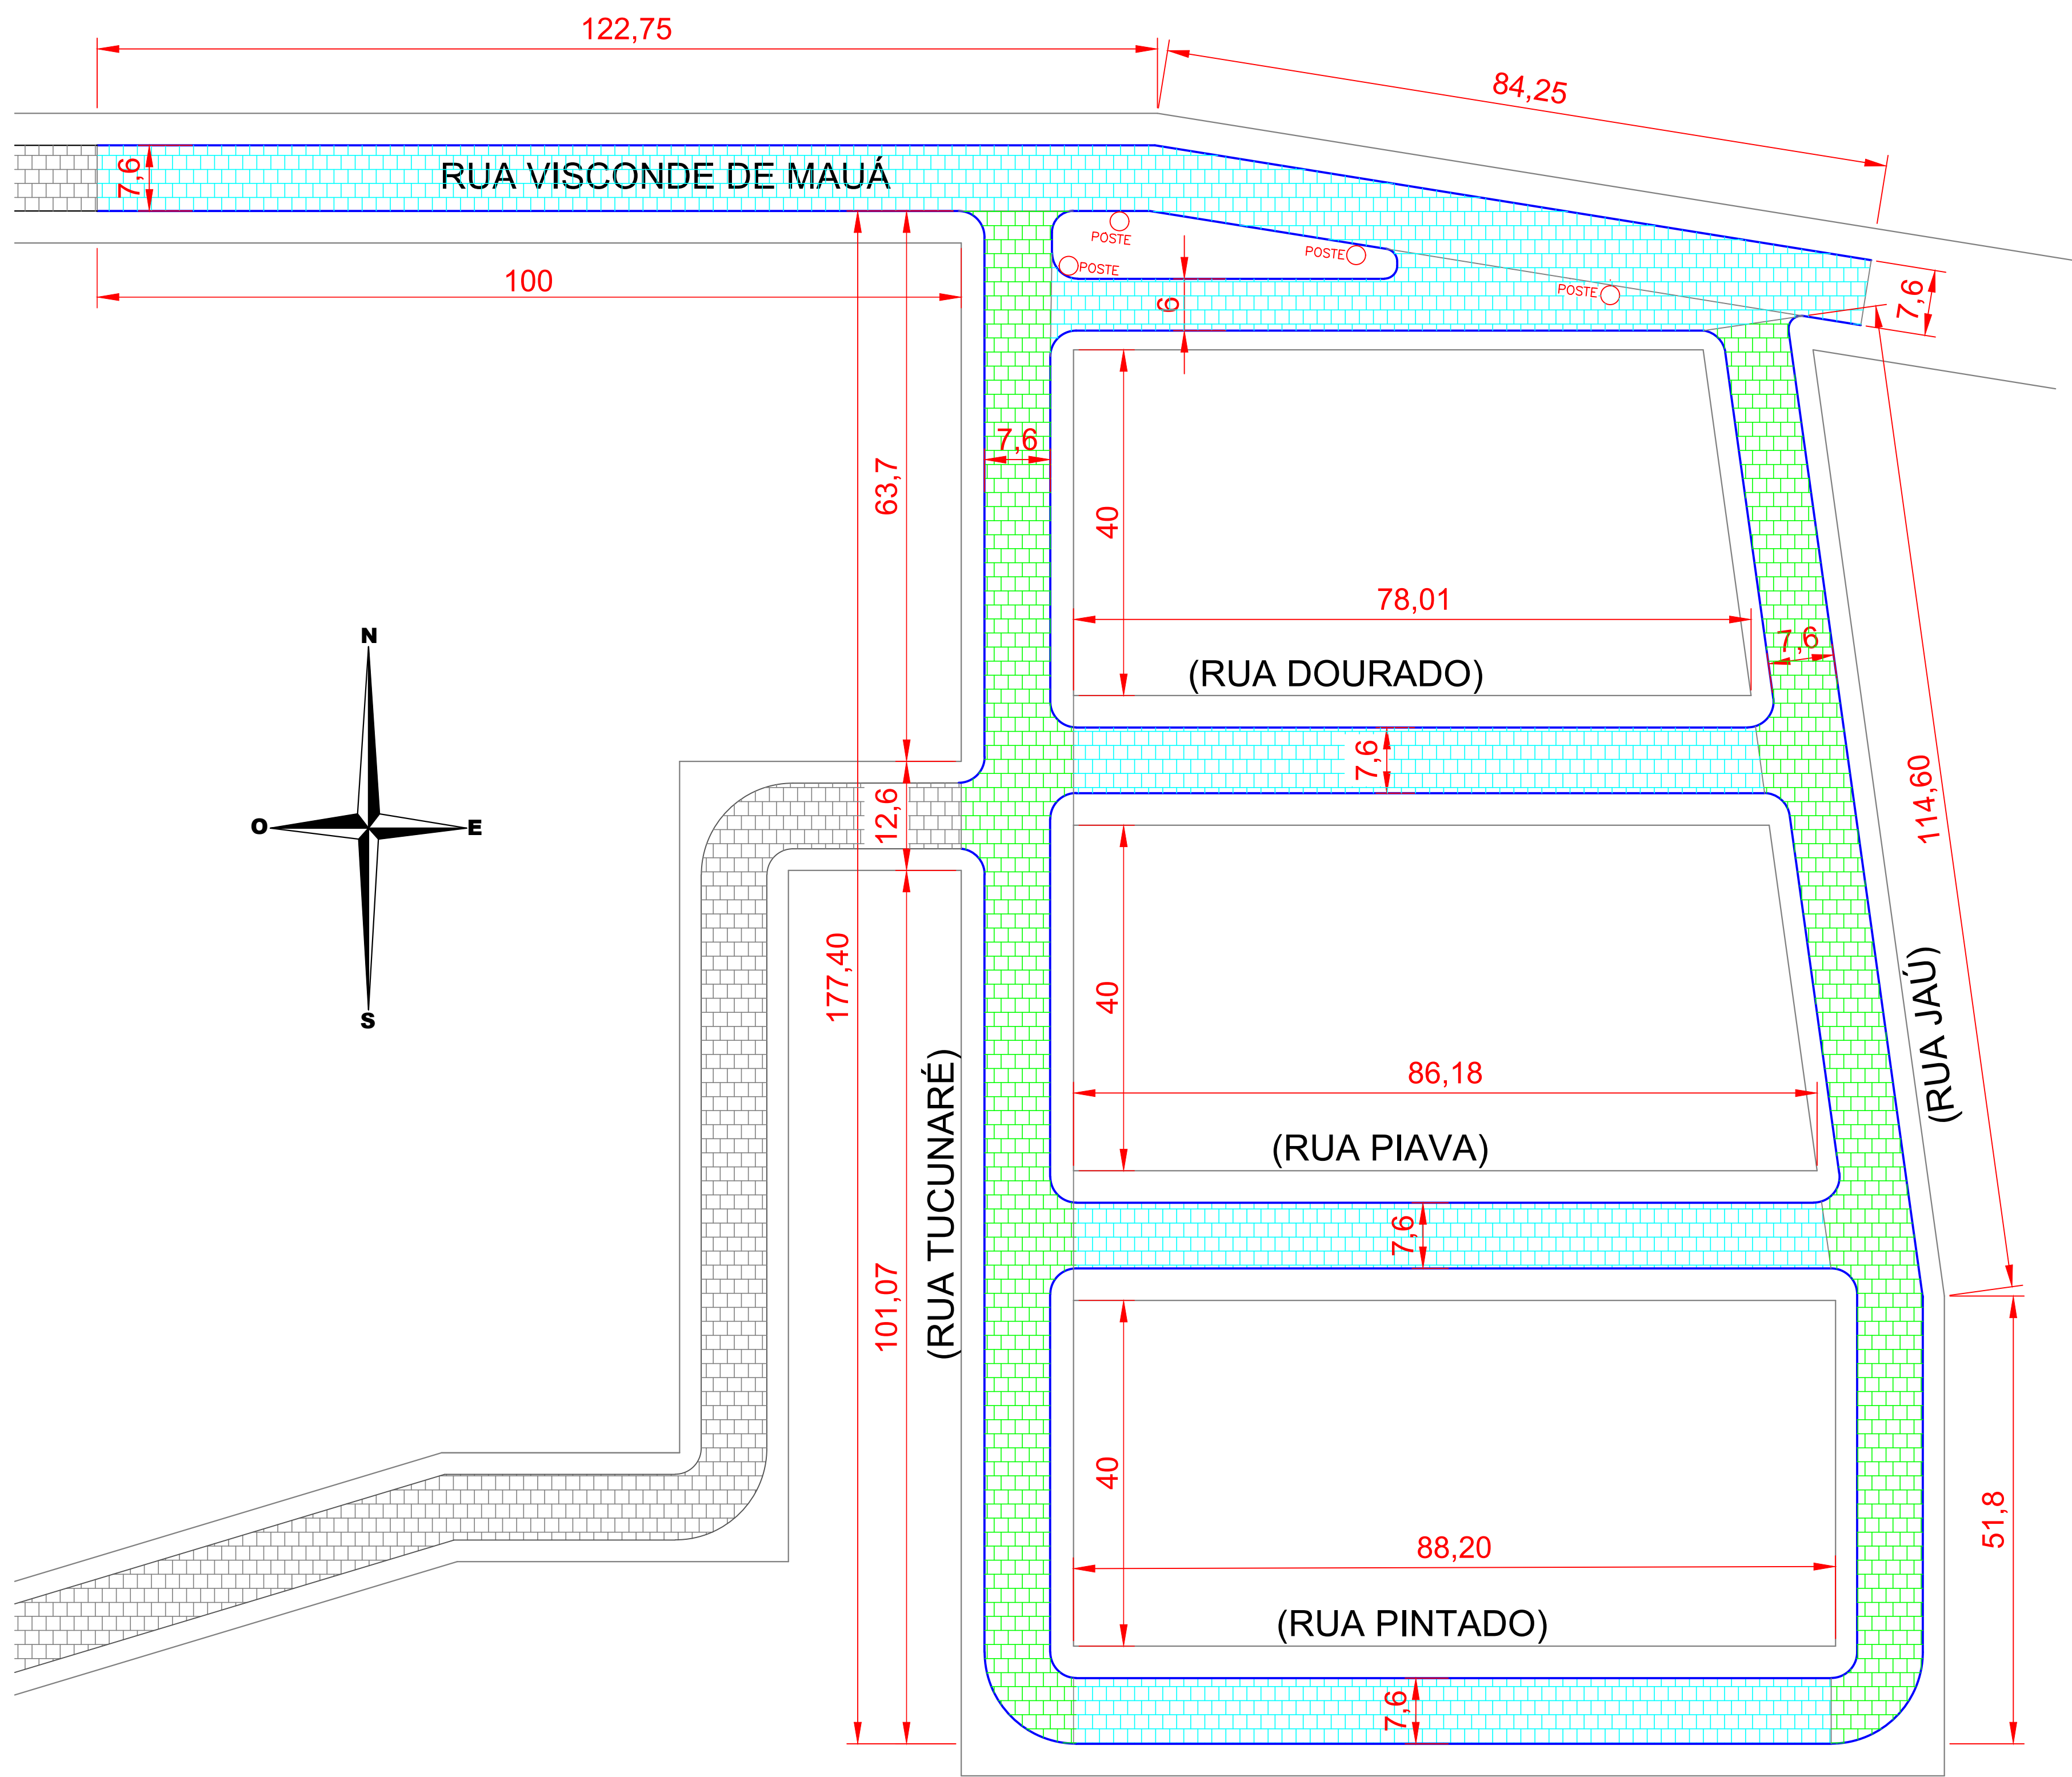 122,75
84,25
7,6
RUA VISCONDE DE MAUÁ
POSTE
POSTE
POSTE
POSTE
100
6
7,6
63,7
7,6
40
78,01
7,6
(RUA DOURADO)
N
O
E
S
7,6
12,6
114,60
177,40
40
(RUA JAÚ)
86,18
(RUA PIAVA)
(RUA TUCUNARÉ)
7,6
101,07
40
88,20
51,8
(RUA PINTADO)
7,6